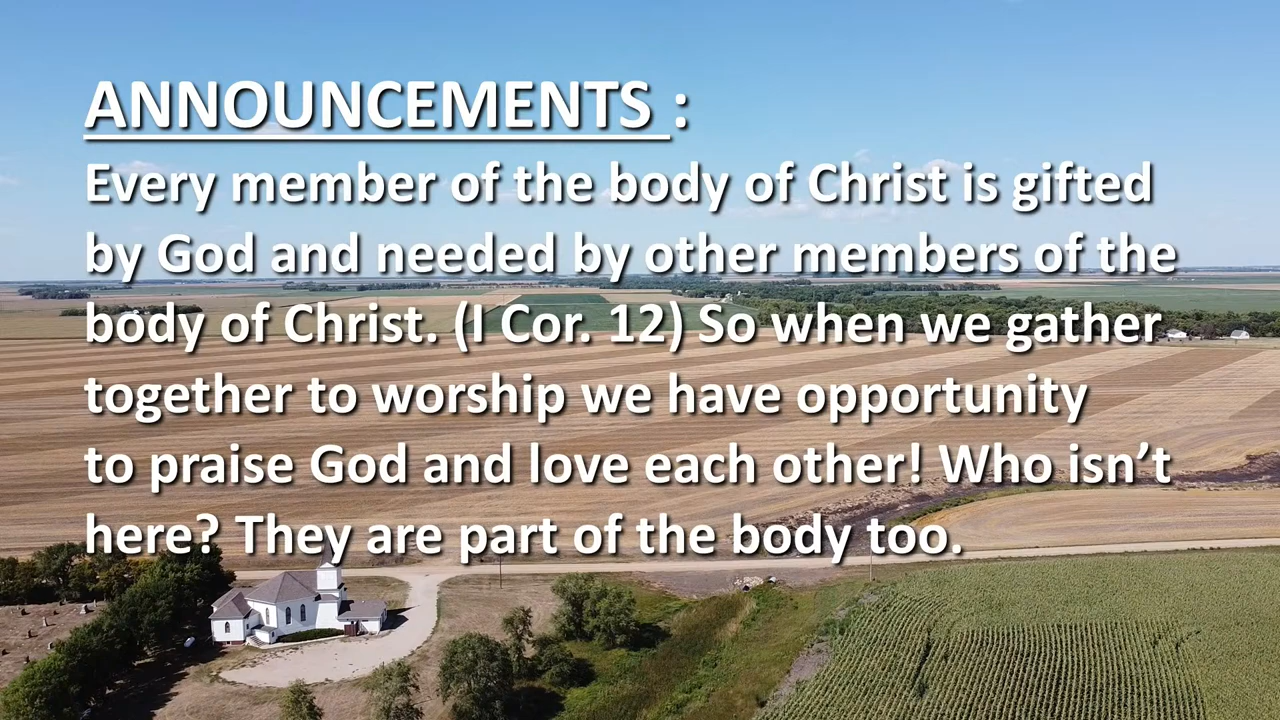 ANNOUNCEMENTS :
Every member of the body of Christ is gifted
by God and needed by other members of the
body of Christ. (I Cor. 12) So when we gather
together to worship we have opportunity
to praise God and love each other! Who isn’t
here? They are part of the body too.